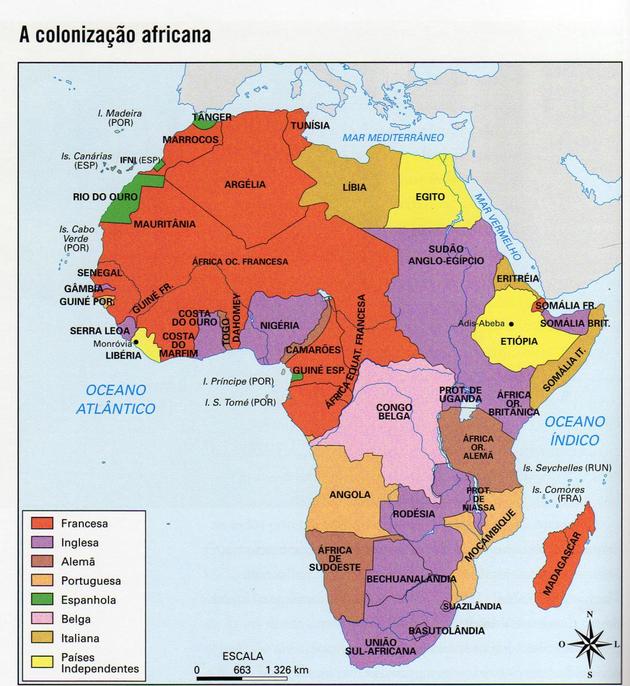 A colonização africana
I. Madeira
(POR)
TÂNGER
TUNÍSIA
MARROCOS
MAR MEDITERRÂNEO
Is. Canárias
(ESP)
IFNI (ESP)
ARGÉLIA
LÍBIA
EGITO
RIO DO OURO
MAR VERMELHO
MAURITÂNIA
Is. Cabo
Verde
(POR)
SUDÃO
ANGLO-EGÍPCIO
ÁFRICA OC. FRANCESA
SENEGAL
ERITRÉIA
GÂMBIA
GUINÉ FR.
GUINÉ POR.
SOMÁLIA FR.
COSTA
DO OURO
TOGO
DAHOMEY
NIGÉRIA
Adis-Abeba
SOMÁLIA BRIT.
SERRA LEOA
Monróvia
ETIÓPIA
LIBÉRIA
COSTA
DO
MARFIM
CAMARÕES
ÁFRICA EQUAT. FRANCESA
SOMÁLIA IT.
GUINÉ ESP.
I. Príncipe (POR)
OCEANO
ATLÂNTICO
I. S. Tomé (POR)
PROT. DE
UGANDA
ÁFRICA
OR.
BRITÂNICA
CONGO
BELGA
OCEANO
ÍNDICO
ÁFRICA
OR.
ALEMÃ
Is. Seychelles (RUN)
Is. Comores
(FRA)
ANGOLA
PROT.
DE
NIASSA
RODÉSIA
MOÇAMBIQUE
MADAGASCAR
ÁFRICA
DE
SUDOESTE
BECHUANALÂNDIA
SUAZILÂNDIA
BASUTOLÂNDIA
UNIÃO
SUL-AFRICANA
Francesa
Inglesa
Alemã
Portuguesa
Espanhola
Belga
Italiana
Países
Independentes
ESCALA
0 663 1 326 km
N
O L
S